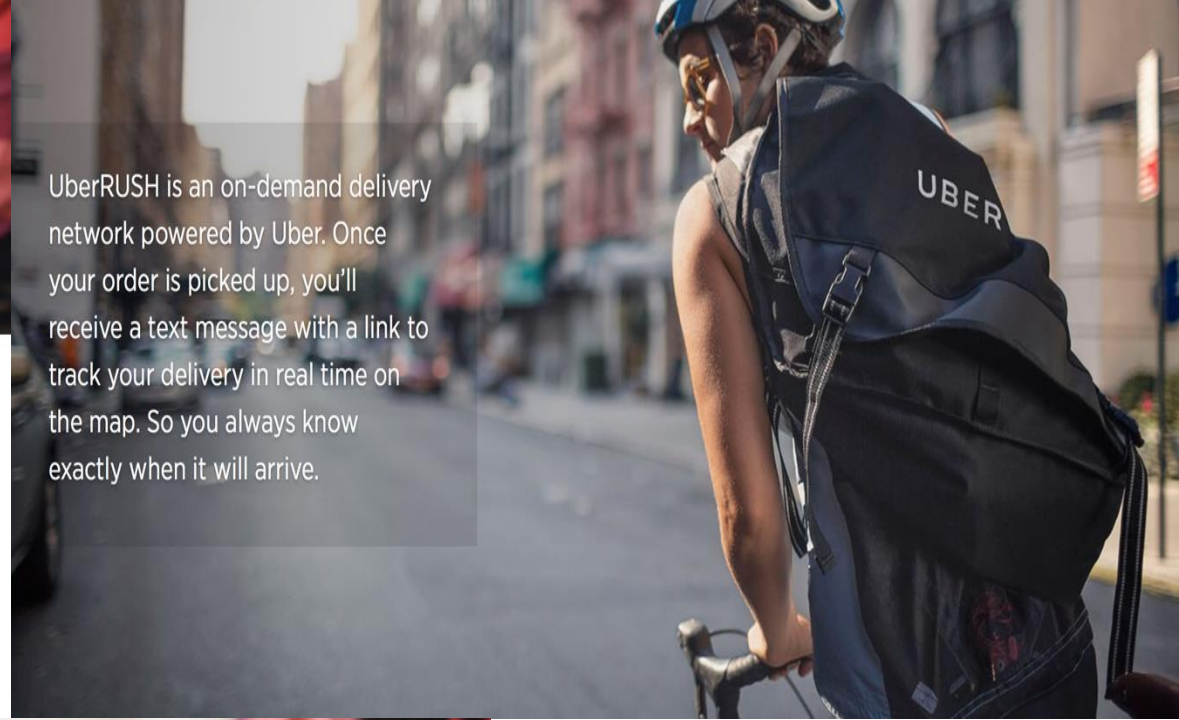 UberRUSH is an on-demand delivery
network powered by Uber. Once
your order is picked up, you’ll
receive a text message with a link to
track your delivery in real time on
the map. So you always know
exactly when it will arrive.
UBER